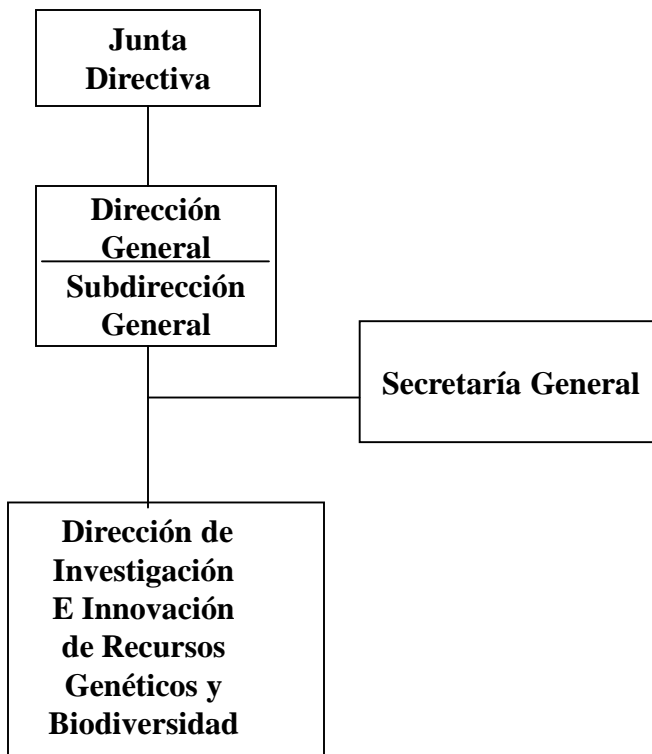 Junta
Directiva
Dirección
General
Subdirección
General
Secretaría General
Dirección de
Investigación
E Innovación
de Recursos
Genéticos y
Biodiversidad